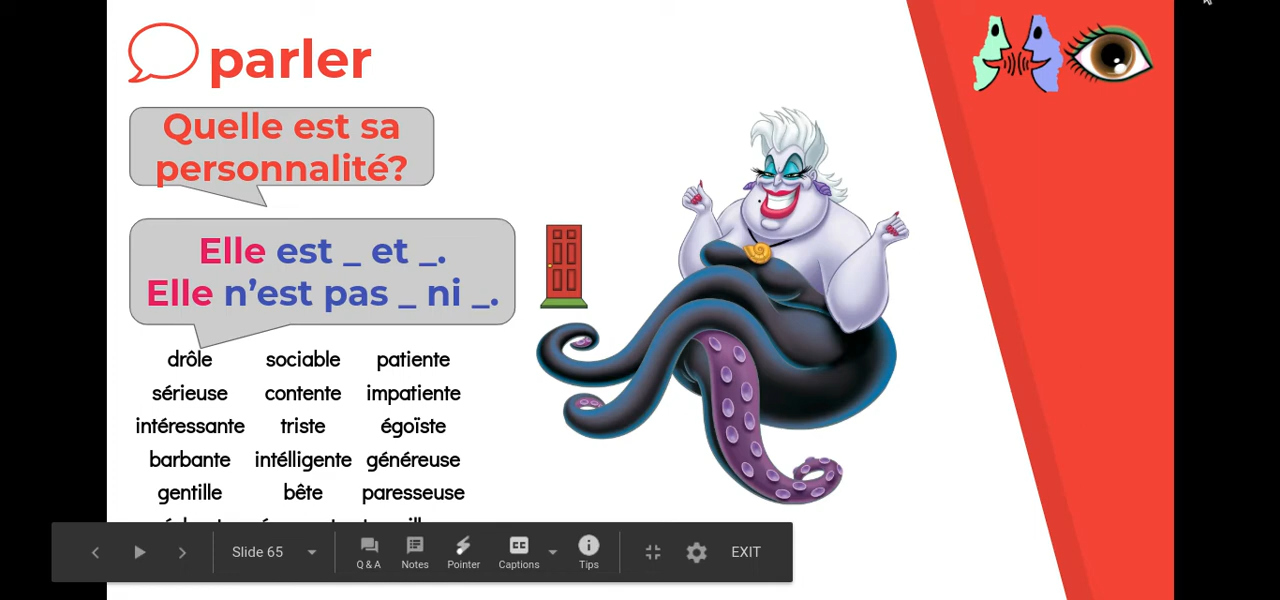 parler
Quelle est sa
personnalité?
Elle est _ et _.
Elle n'est pas _ ni _.
drôle sociable patiente
sérieuse contente impatiente
intéressante triste égoïste
barbante intélligente généreuse
gentille bête paresseuse
Slide 65
Q & A Notes Pointer Captions Tips
CC
EXIT